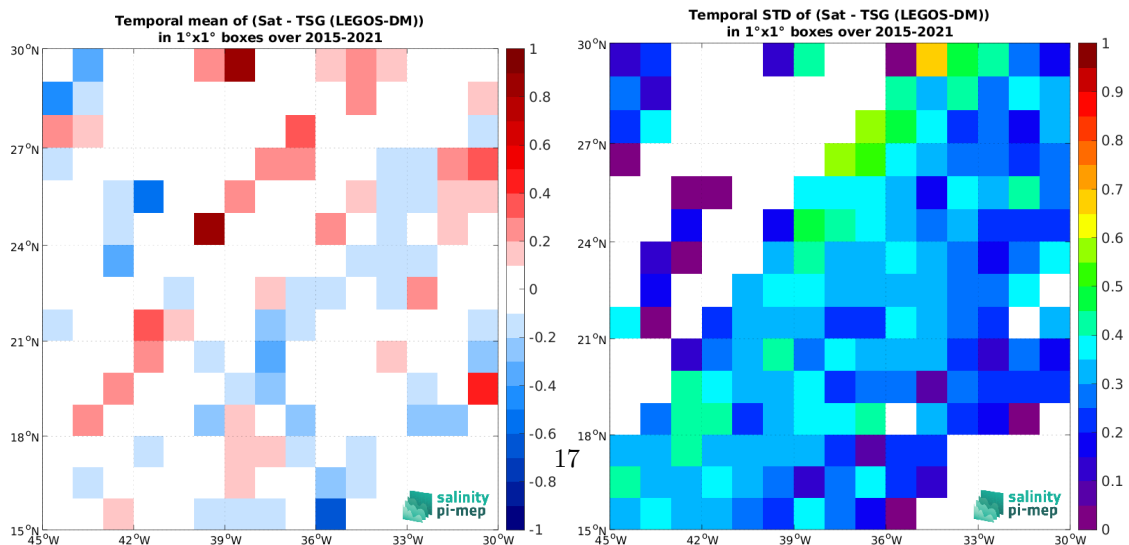 Temporal mean of (Sat - TSG (LEGOS-DM))
in 1°x1° boxes over 2015-2021
30°N
27°N
24°N
21°N
18°N
15°N
45°W
42°W
39°W
36°W
33°W
30°W
1
0.8
0.6
0.4
0.2
0
-0.2
-0.4
-0.6
-0.8
-1
salinity
pi-mep
17
Temporal STD of (Sat - TSG (LEGOS-DM))
in 1°x1° boxes over 2015-2021
30°N
27°N
24°N
21°N
18°N
15°N
45°W
42°W
39°W
36°W
33°W
30°W
1
0.9
0.8
0.7
0.6
0.5
0.4
0.3
0.2
0.1
0
salinity
pi-mep